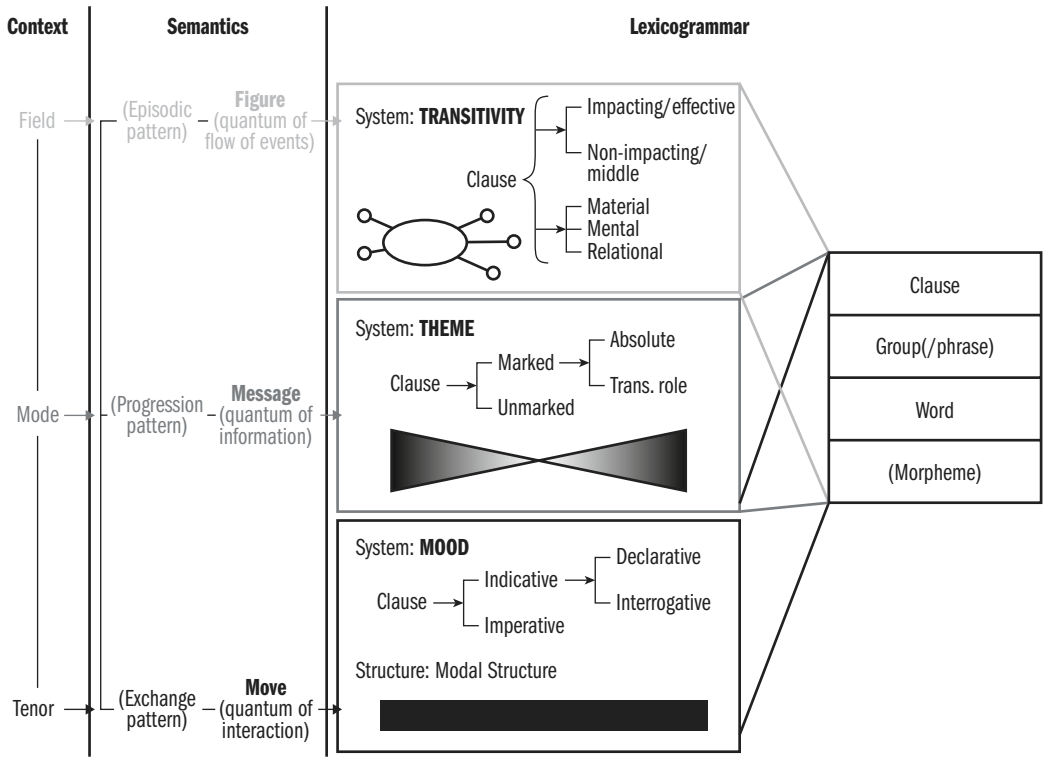 Context
Semantics
Lexicogrammar
Field
(Episodic
pattern)
Figure
(quantum of
flow of events)
System: TRANSITIVITY
Clause
Impacting/effective
Non-impacting/
middle
Material
Mental
Relational
Mode
(Progression
pattern)
Message
(quantum of
information)
System: THEME
Clause
Marked
Unmarked
Absolute
Trans. role
Tenor
(Exchange
pattern)
Move
(quantum of
interaction)
System: MOOD
Clause
Indicative
Imperative
Declarative
Interrogative
Structure: Modal Structure
Clause
Group(/phrase)
Word
(Morpheme)